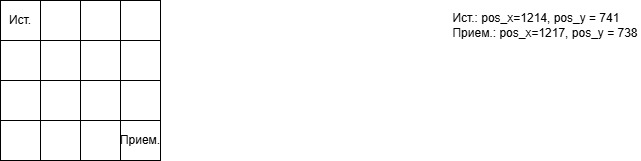 Ист.
Ист.: pos_x=1214, pos_y = 741
Прием.: pos_x=1217, pos_y = 738
Прием.